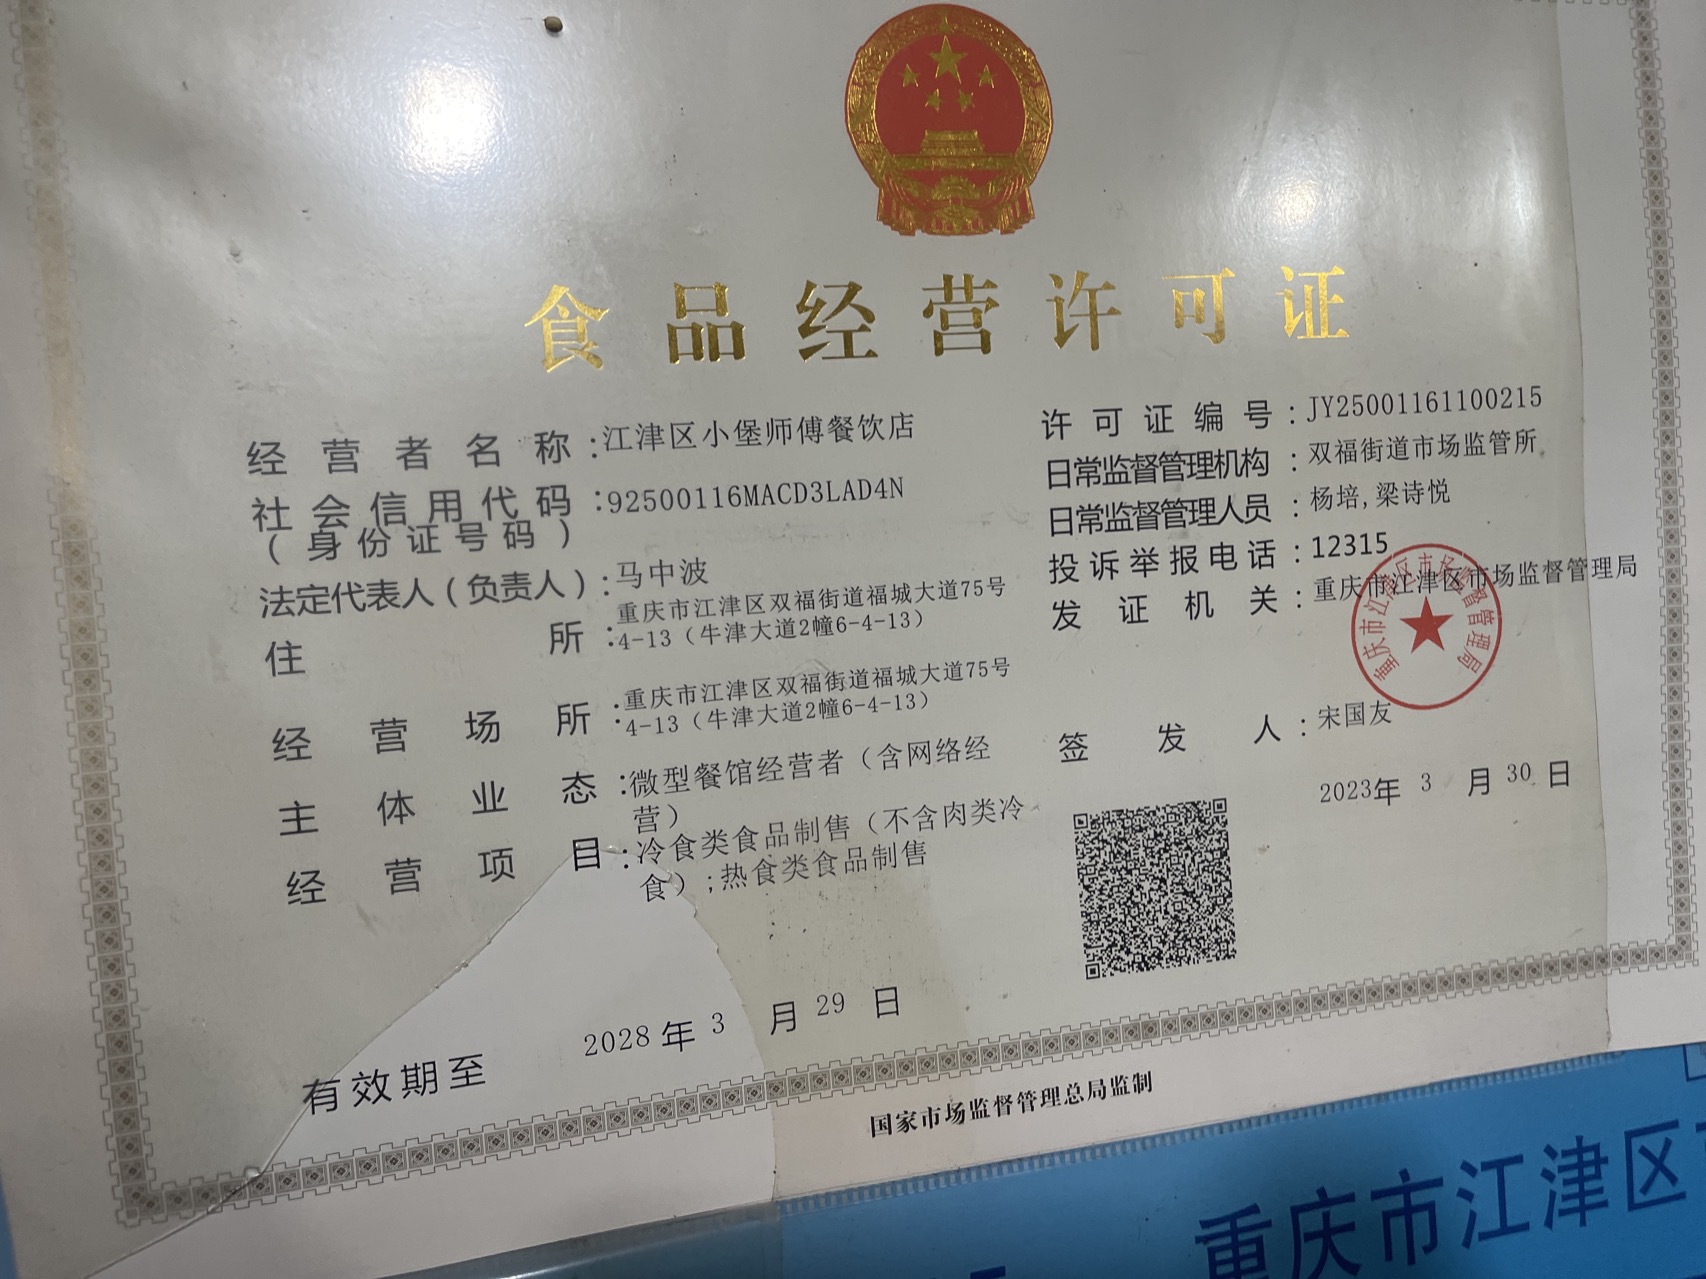 食品经营许可证
经营者名称:江津区小堡师傅餐饮店
社会信用代码:92500116MACD3LAD4N
(身份证号码)
法定代表人(负责人):马中波
住所:重庆市江津区双福街道福城大道75号
4-13（牛津大道2幢6-4-13）
经营场所:重庆市江津区双福街道福城大道75号
4-13（牛津大道2幢6-4-13）
主体业态:微型餐馆经营者（含网络经
营）
经营项目:冷食类食品制售（不含肉类冷
食）;热食类食品制售
有效期至 2028年3月29日
许可证编号:JY25001161100215
日常监督管理机构:双福街道市场监管所
日常监督管理人员:杨培,梁诗悦
投诉举报电话:12315
发证机关:重庆市江津区市场监督管理局
重庆市江津区市场监督管理局
签发人:宋国友
2023年3月30日
国家市场监督管理总局监制
重庆市江津区